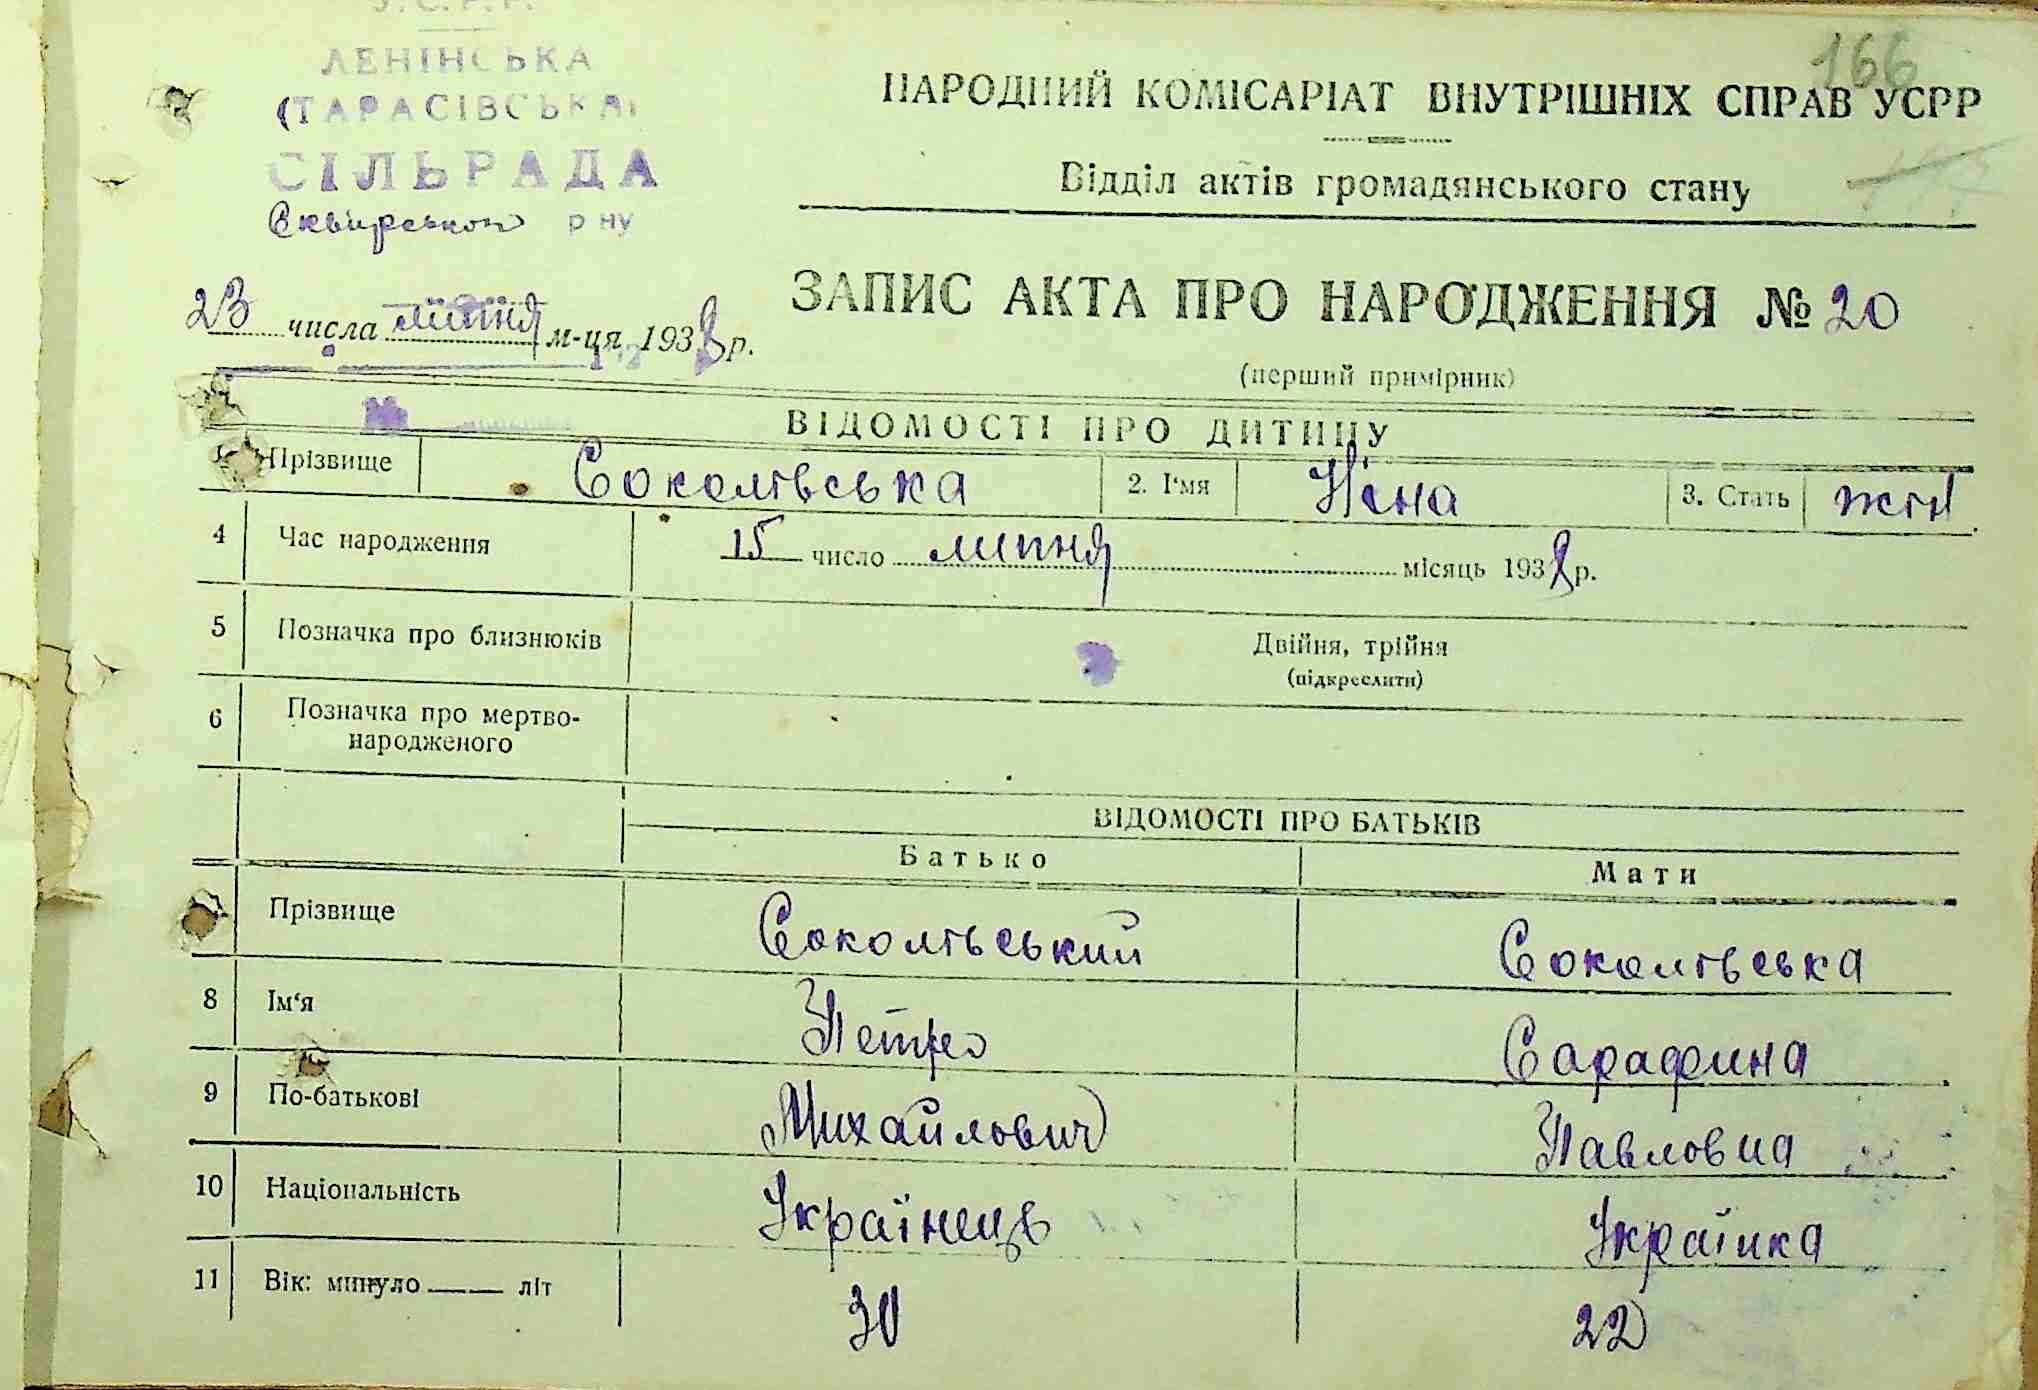 У.С.Р.Р.
ЛЕНІНСЬКА
(ТАРАСІВСЬКА)
СІЛЬРАДА
Сквирського р ну
166
НАРОДНИЙ КОМІСАРІАТ ВНУТРІШНІХ СПРАВ УСРР
Відділ актів громадянського стану
23 числа липня м-ця 1938 р.
ЗАПИС АКТА ПРО НАРОДЖЕННЯ № 20
(перший примірник)
ВІДОМОСТІ ПРО ДИТИНУ
Прізвище Соколівська 2. І'мя Ніна 3. Стать жін
4 Час народження 15 число липня місяць 1938 р.
5 Позначка про близнюків Двійня, трійня
(підкреслити)
6 Позначка про мертво-
народженого
ВІДОМОСТІ ПРО БАТЬКІВ
Батько Мати
Прізвище Соколівський Соколівська
8 Ім'я Петро Сарафина
9 По-батькові Михайлович Павловна
10 Національність Українець Українка
11 Вік: минуло —— літ 30 22